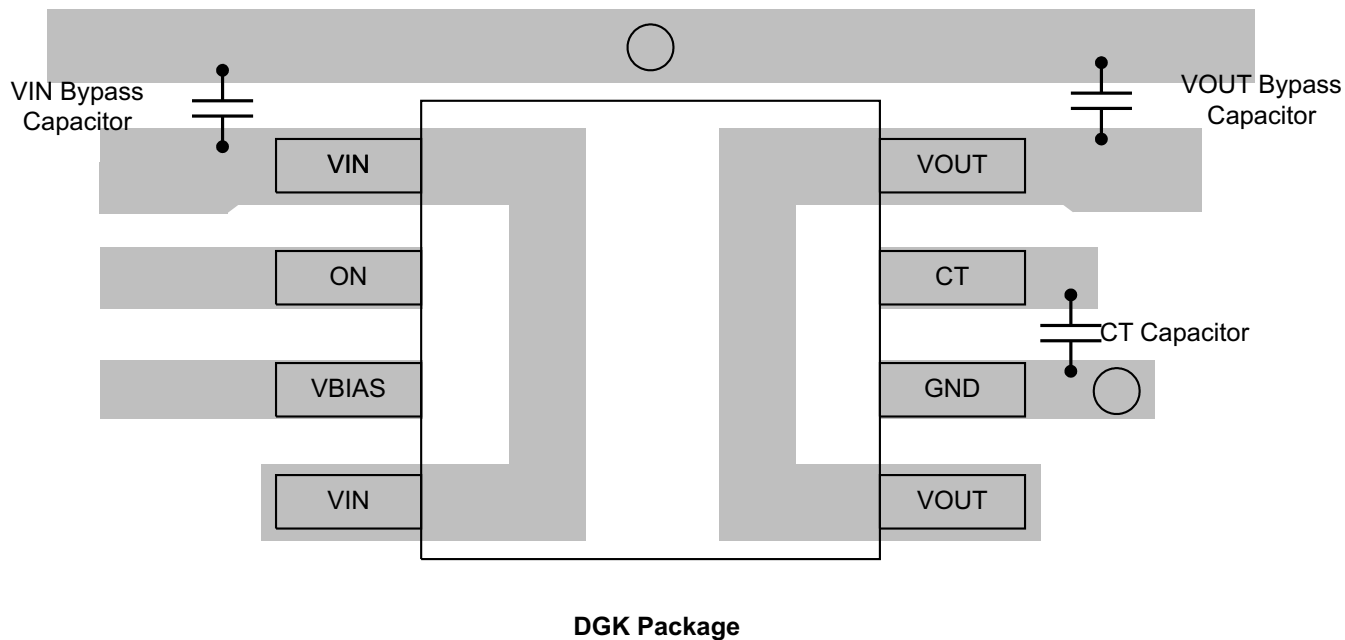 VIN Bypass
Capacitor
VOUT Bypass
Capacitor
VIN
VOUT
ON
CT
CT Capacitor
VBIAS
GND
VIN
VOUT
DGK Package